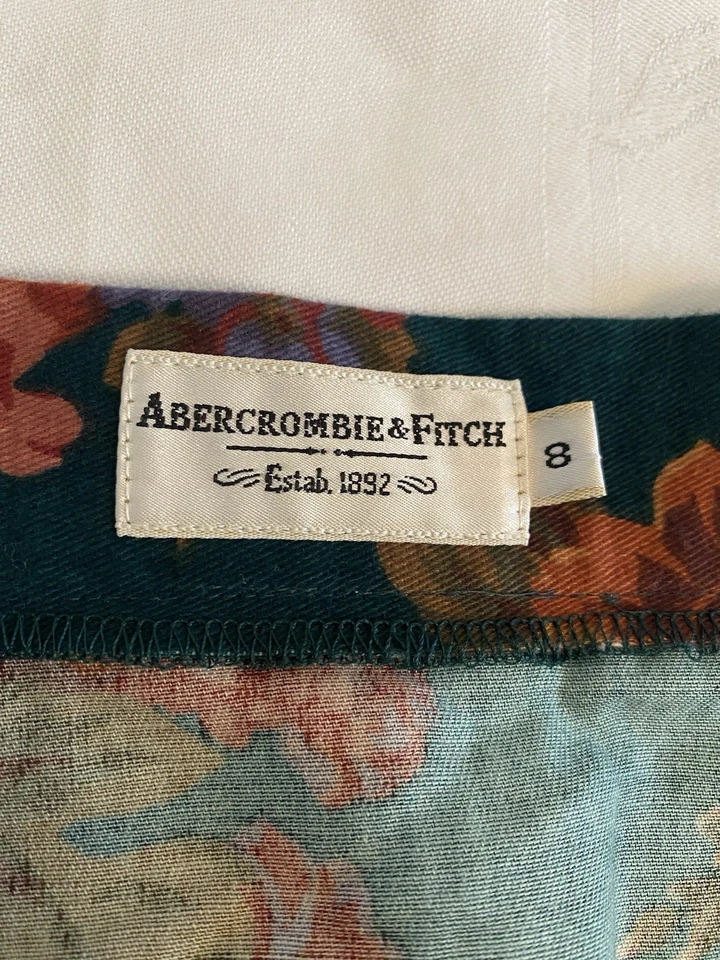 ABERCROMBIE & FITCH
Estab. 1892
8